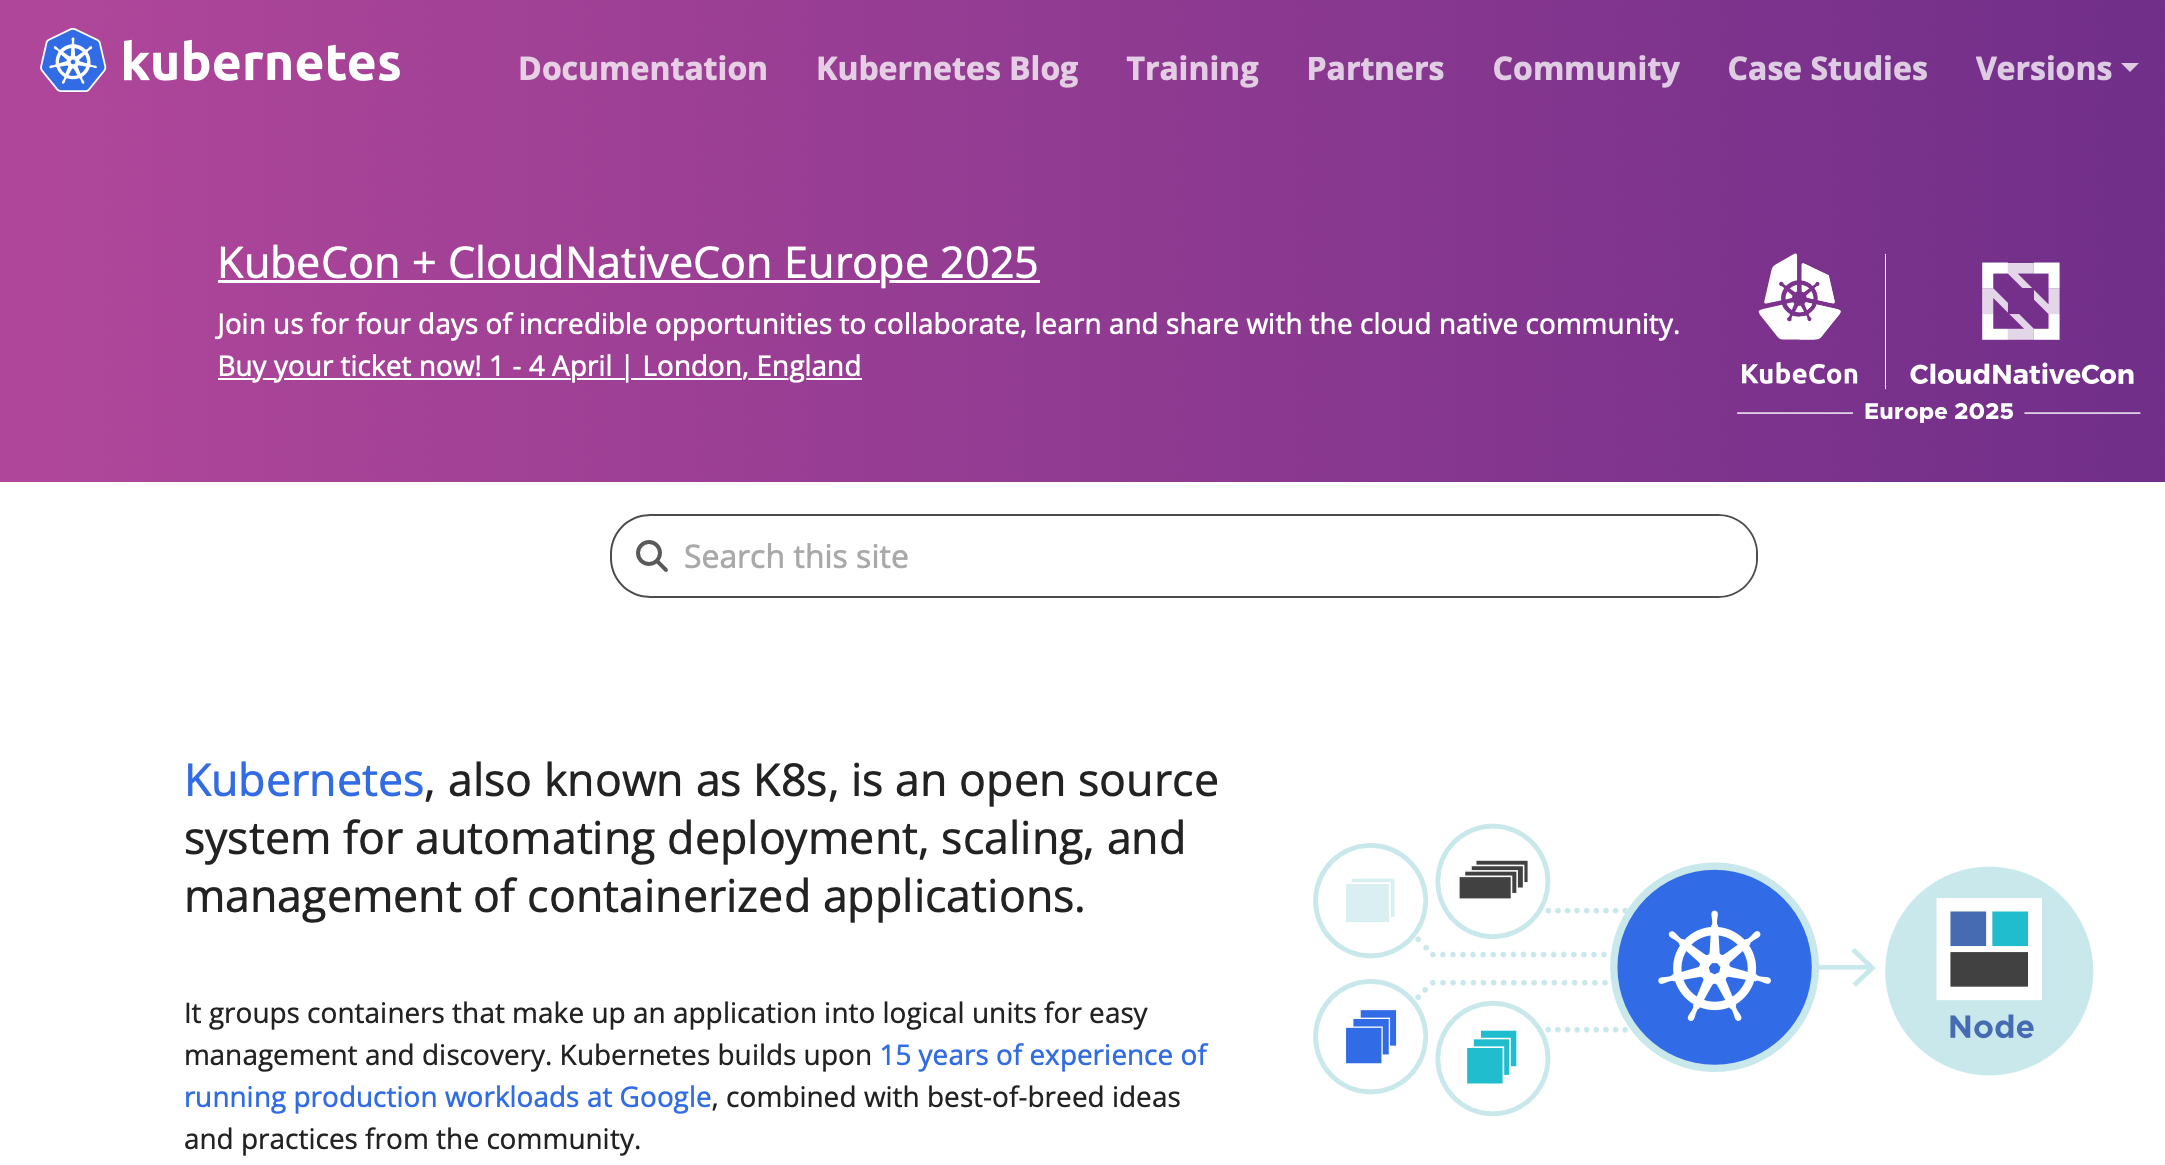 kubernetes
Documentation
Kubernetes Blog
Training
Partners
Community
Case Studies
Versions
KubeCon + CloudNativeCon Europe 2025
Join us for four days of incredible opportunities to collaborate, learn and share with the cloud native community.
Buy your ticket now! 1 - 4 April | London, England
KubeCon
CloudNativeCon
Europe 2025
Search this site
Kubernetes, also known as K8s, is an open source
system for automating deployment, scaling, and
management of containerized applications.
It groups containers that make up an application into logical units for easy
management and discovery. Kubernetes builds upon 15 years of experience of
running production workloads at Google, combined with best-of-breed ideas
and practices from the community.
Node